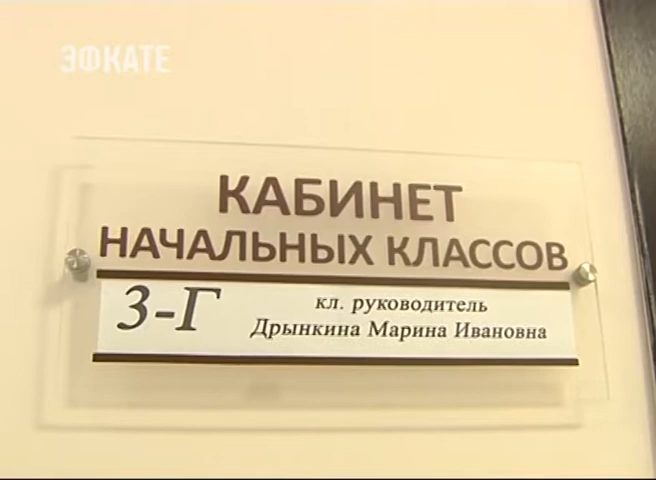 ЭФКАТЕ
КАБИНЕТ
НАЧАЛЬНЫХ КЛАССОВ
3-Г
кл. руководитель
Дрынкина Марина Ивановна